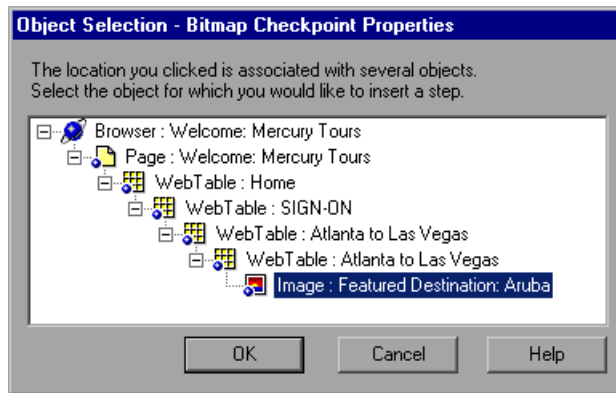 Object Selection - Bitmap Checkpoint Properties
The location you clicked is associated with several objects.
Select the object for which you would like to insert a step.
Browser : Welcome: Mercury Tours
Page : Welcome: Mercury Tours
WebTable : Home
WebTable : SIGN-ON
WebTable : Atlanta to Las Vegas
WebTable : Atlanta to Las Vegas
Image : Featured Destination: Aruba
OK Cancel Help